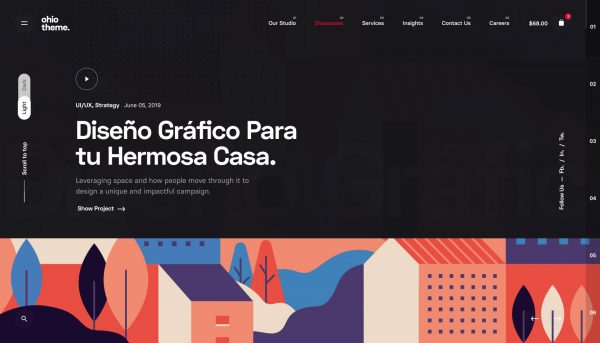 ohio
theme.
01 02 03 04 05 06
Our Studio Showcases Services Insights Contact Us Careers $68.00
01
02
03
04
05
06
Dark
Light
Scroll to top
UI/UX, Strategy June 05, 2019
Diseño Gráfico Para
tu Hermosa Casa.
Leveraging space and how people move through it to
design a unique and impactful campaign.
Show Project →
Follow Us — Fb. / In. / Tw.